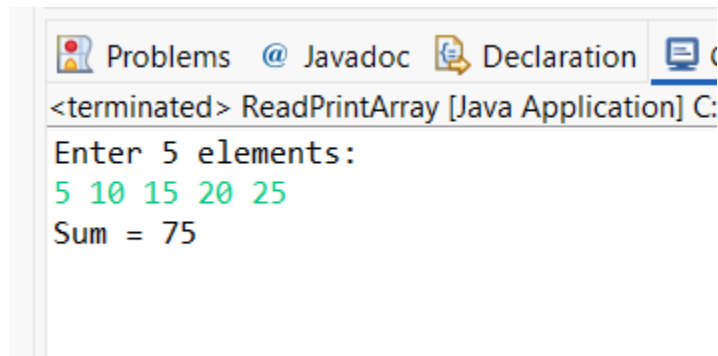 Problems @ Javadoc Declaration
<terminated> ReadPrintArray [Java Application] C:
Enter 5 elements:
5 10 15 20 25
Sum = 75